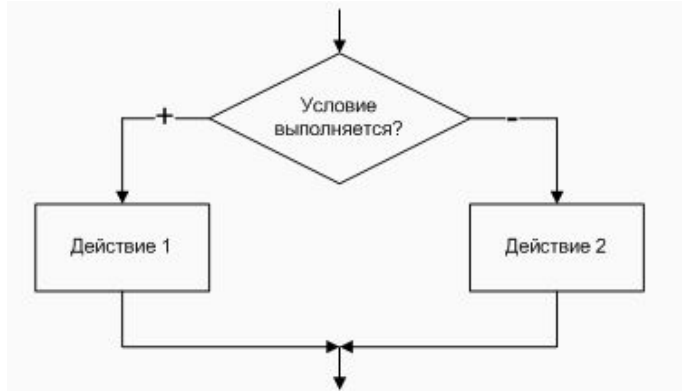 Условие
выполняется?
+
-
Действие 1
Действие 2